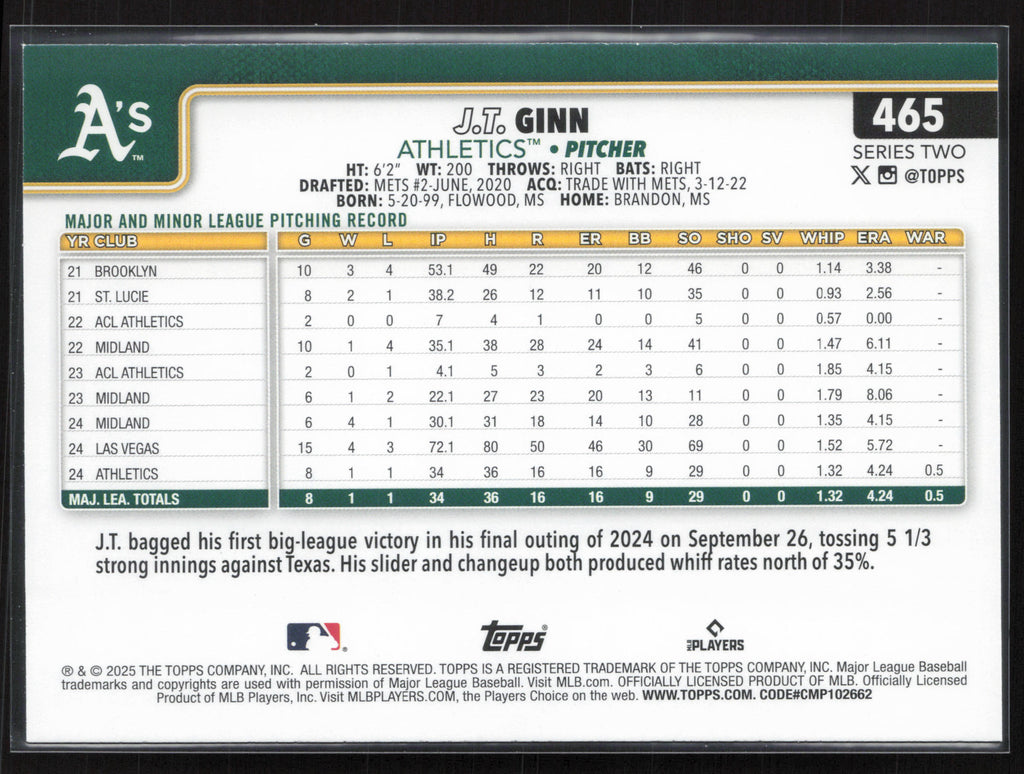 A's™
J.T. GINN
465
ATHLETICS™ • PITCHER
SERIES TWO
@TOPPS
HT: 6'2" WT: 200 THROWS: RIGHT BATS: RIGHT
DRAFTED: METS #2-JUNE, 2020 ACQ: TRADE WITH METS, 3-12-22
BORN: 5-20-99, FLOWOOD, MS HOME: BRANDON, MS
MAJOR AND MINOR LEAGUE PITCHING RECORD
YR CLUB G W L IP H R ER BB SO SHO SV WHIP ERA WAR
21 BROOKLYN 10 3 4 53.1 49 22 20 12 46 0 0 1.14 3.38 -
21 ST. LUCIE 8 2 1 38.2 26 12 11 10 35 0 0 0.93 2.56 -
22 ACL ATHLETICS 2 0 0 7 4 1 0 0 5 0 0 0.57 0.00 -
22 MIDLAND 10 1 4 35.1 38 28 24 14 41 0 0 1.47 6.11 -
23 ACL ATHLETICS 2 0 1 4.1 5 3 2 3 6 0 0 1.85 4.15 -
23 MIDLAND 6 1 2 22.1 27 23 20 13 11 0 0 1.79 8.06 -
24 MIDLAND 6 4 1 30.1 31 18 14 10 28 0 0 1.35 4.15 -
24 LAS VEGAS 15 4 3 72.1 80 50 46 30 69 0 0 1.52 5.72 -
24 ATHLETICS 8 1 1 34 36 16 16 9 29 0 0 1.32 4.24 0.5
MAJ. LEA. TOTALS 8 1 1 34 36 16 16 9 29 0 0 1.32 4.24 0.5
J.T. bagged his first big-league victory in his final outing of 2024 on September 26, tossing 5 1/3
strong innings against Texas. His slider and changeup both produced whiff rates north of 35%.
Topps®
MLB PLAYERS
® & © 2025 THE TOPPS COMPANY, INC. ALL RIGHTS RESERVED. TOPPS IS A REGISTERED TRADEMARK OF THE TOPPS COMPANY, INC. Major League Baseball
trademarks and copyrights are used with permission of Major League Baseball. Visit MLB.com. OFFICIALLY LICENSED PRODUCT OF MLB. Officially Licensed
Product of MLB Players, Inc. Visit MLBPLAYERS.COM, the Players Choice on the web. WWW.TOPPS.COM. CODE#CMP102662